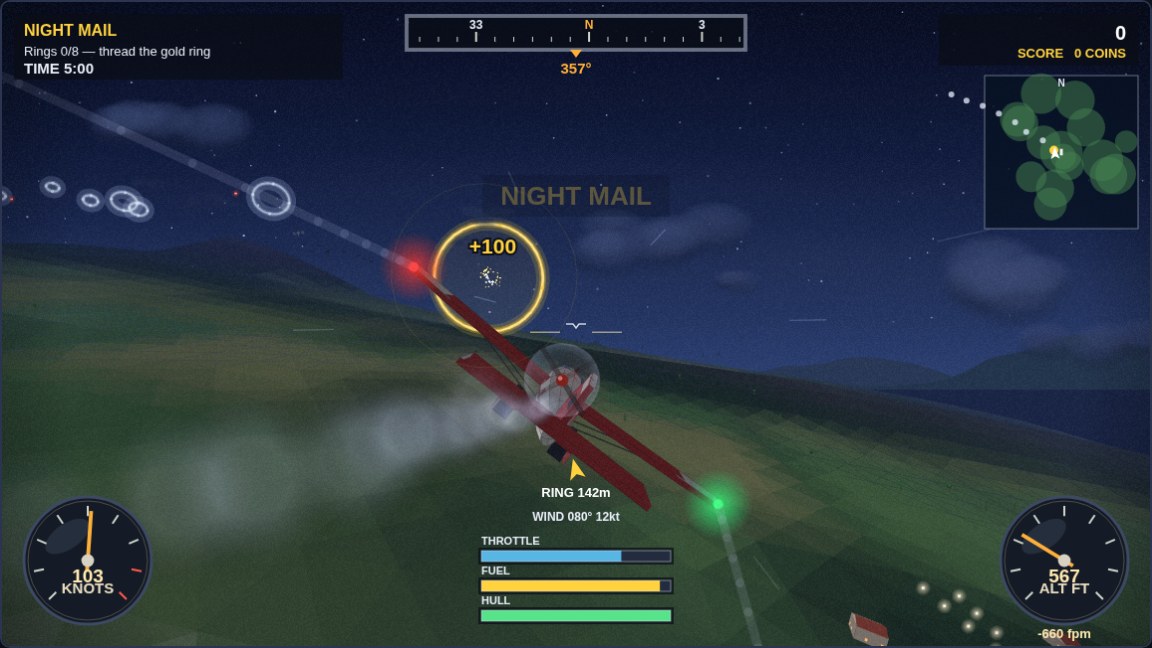 NIGHT MAIL
Rings 0/8 — thread the gold ring
TIME 5:00
33 N 3
357°
0
SCORE 0 COINS
N
NIGHT MAIL
+100
RING 142m
WIND 080° 12kt
THROTTLE
FUEL
HULL
103
KNOTS
567
ALT FT
-660 fpm